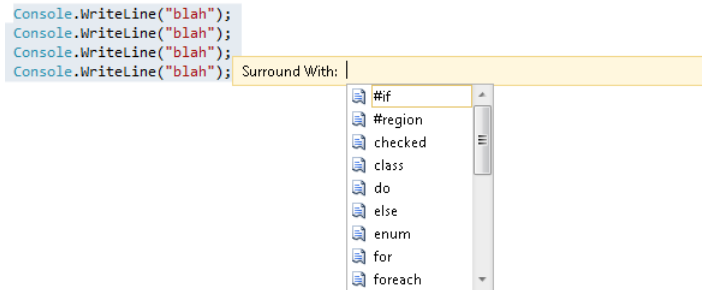 Console.WriteLine("blah");
Console.WriteLine("blah");
Console.WriteLine("blah");
Console.WriteLine("blah"); Surround With:
#if
#region
checked
class
do
else
enum
for
foreach